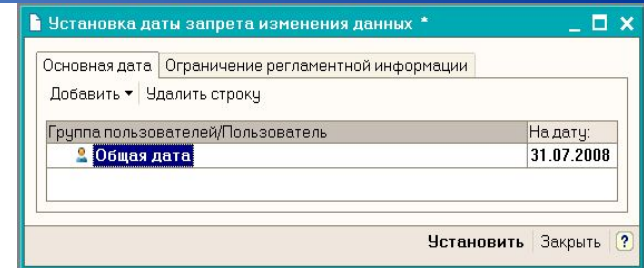 Установка даты запрета изменения данных *
Основная дата Ограничение регламентной информации
Добавить Удалить строку
Группа пользователей/Пользователь На дату:
Общая дата 31.07.2008
Установить Закрыть ?